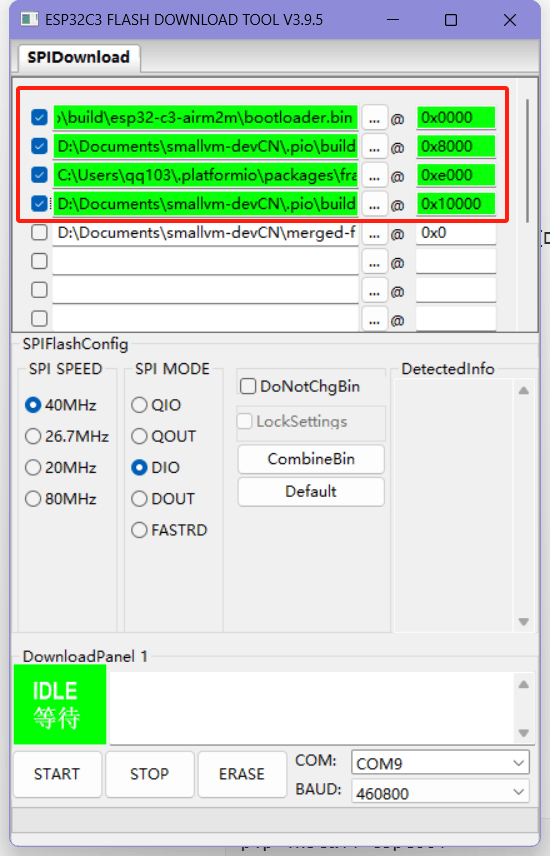 ESP32C3 FLASH DOWNLOAD TOOL V3.9.5
SPIDownload
\build\esp32-c3-airm2m\bootloader.bin ... @ 0x0000
D:\Documents\smallvm-devCN\.pio\build ... @ 0x8000
C:\Users\qq103\.platformio\packages\fra ... @ 0xe000
D:\Documents\smallvm-devCN\.pio\build ... @ 0x10000
D:\Documents\smallvm-devCN\merged-f ... @ 0x0
... @
... @
... @
SPIFlashConfig
SPI SPEED
40MHz
26.7MHz
20MHz
80MHz
SPI MODE
QIO
QOUT
DIO
DOUT
FASTRD
DoNotChgBin
LockSettings
CombineBin
Default
DetectedInfo
DownloadPanel 1
IDLE
等待
START STOP ERASE
COM: COM9
BAUD: 460800